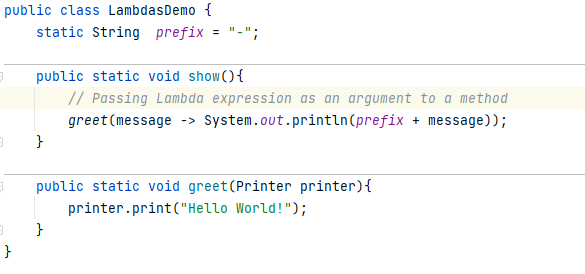 public class LambdasDemo {
static String  prefix = "-";
public static void show(){
// Passing Lambda expression as an argument to a method
greet(message -> System.out.println(prefix + message));
}
public static void greet(Printer printer){
printer.print("Hello World!");
}
}